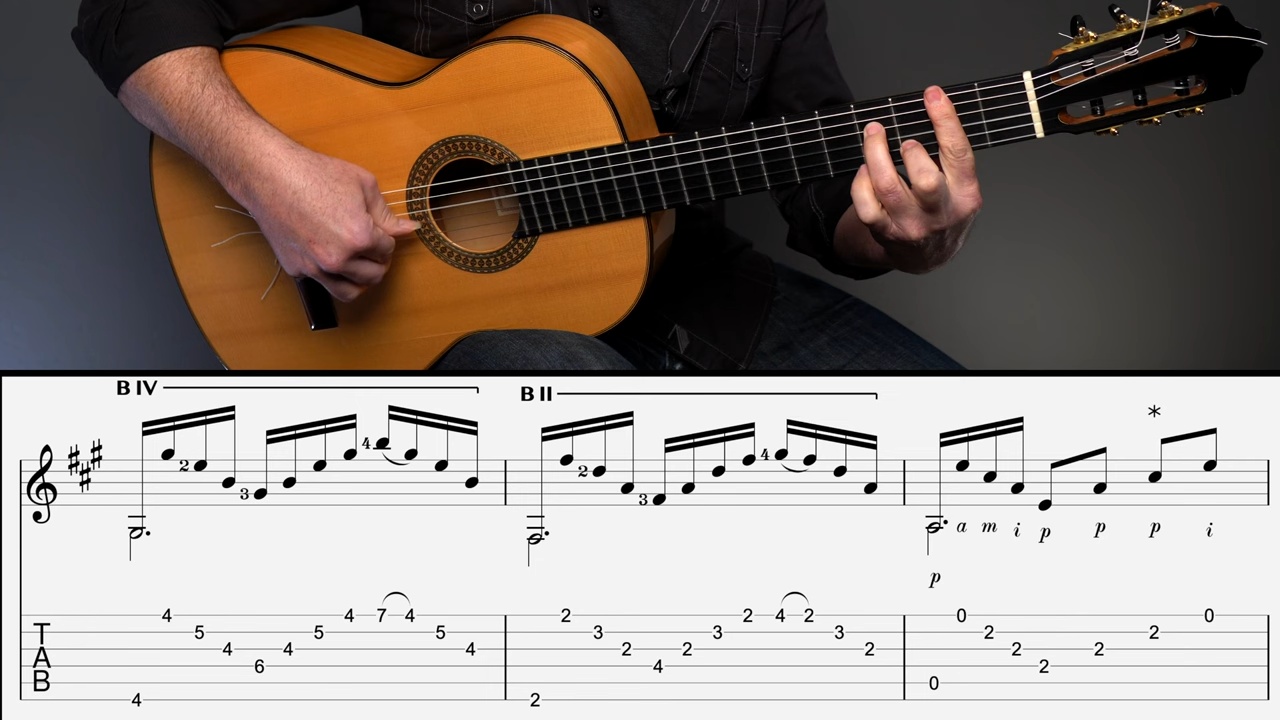 B IV B II
4 4 *
2 2
3 3
a m i p p p i
p
4 4 7 4 2 2 4 2 0 0
T 5 5 5 3 3 3 2 2
4 4 4 2 2 2 2 2
A 6 4 2
B 0
4 2